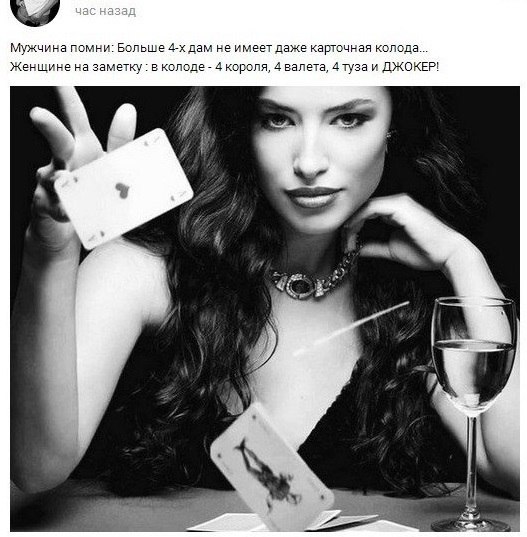 час назад
Мужчина помни: Больше 4-х дам не имеет даже карточная колода...
Женщине на заметку : в колоде - 4 короля, 4 валета, 4 туза и ДЖОКЕР!